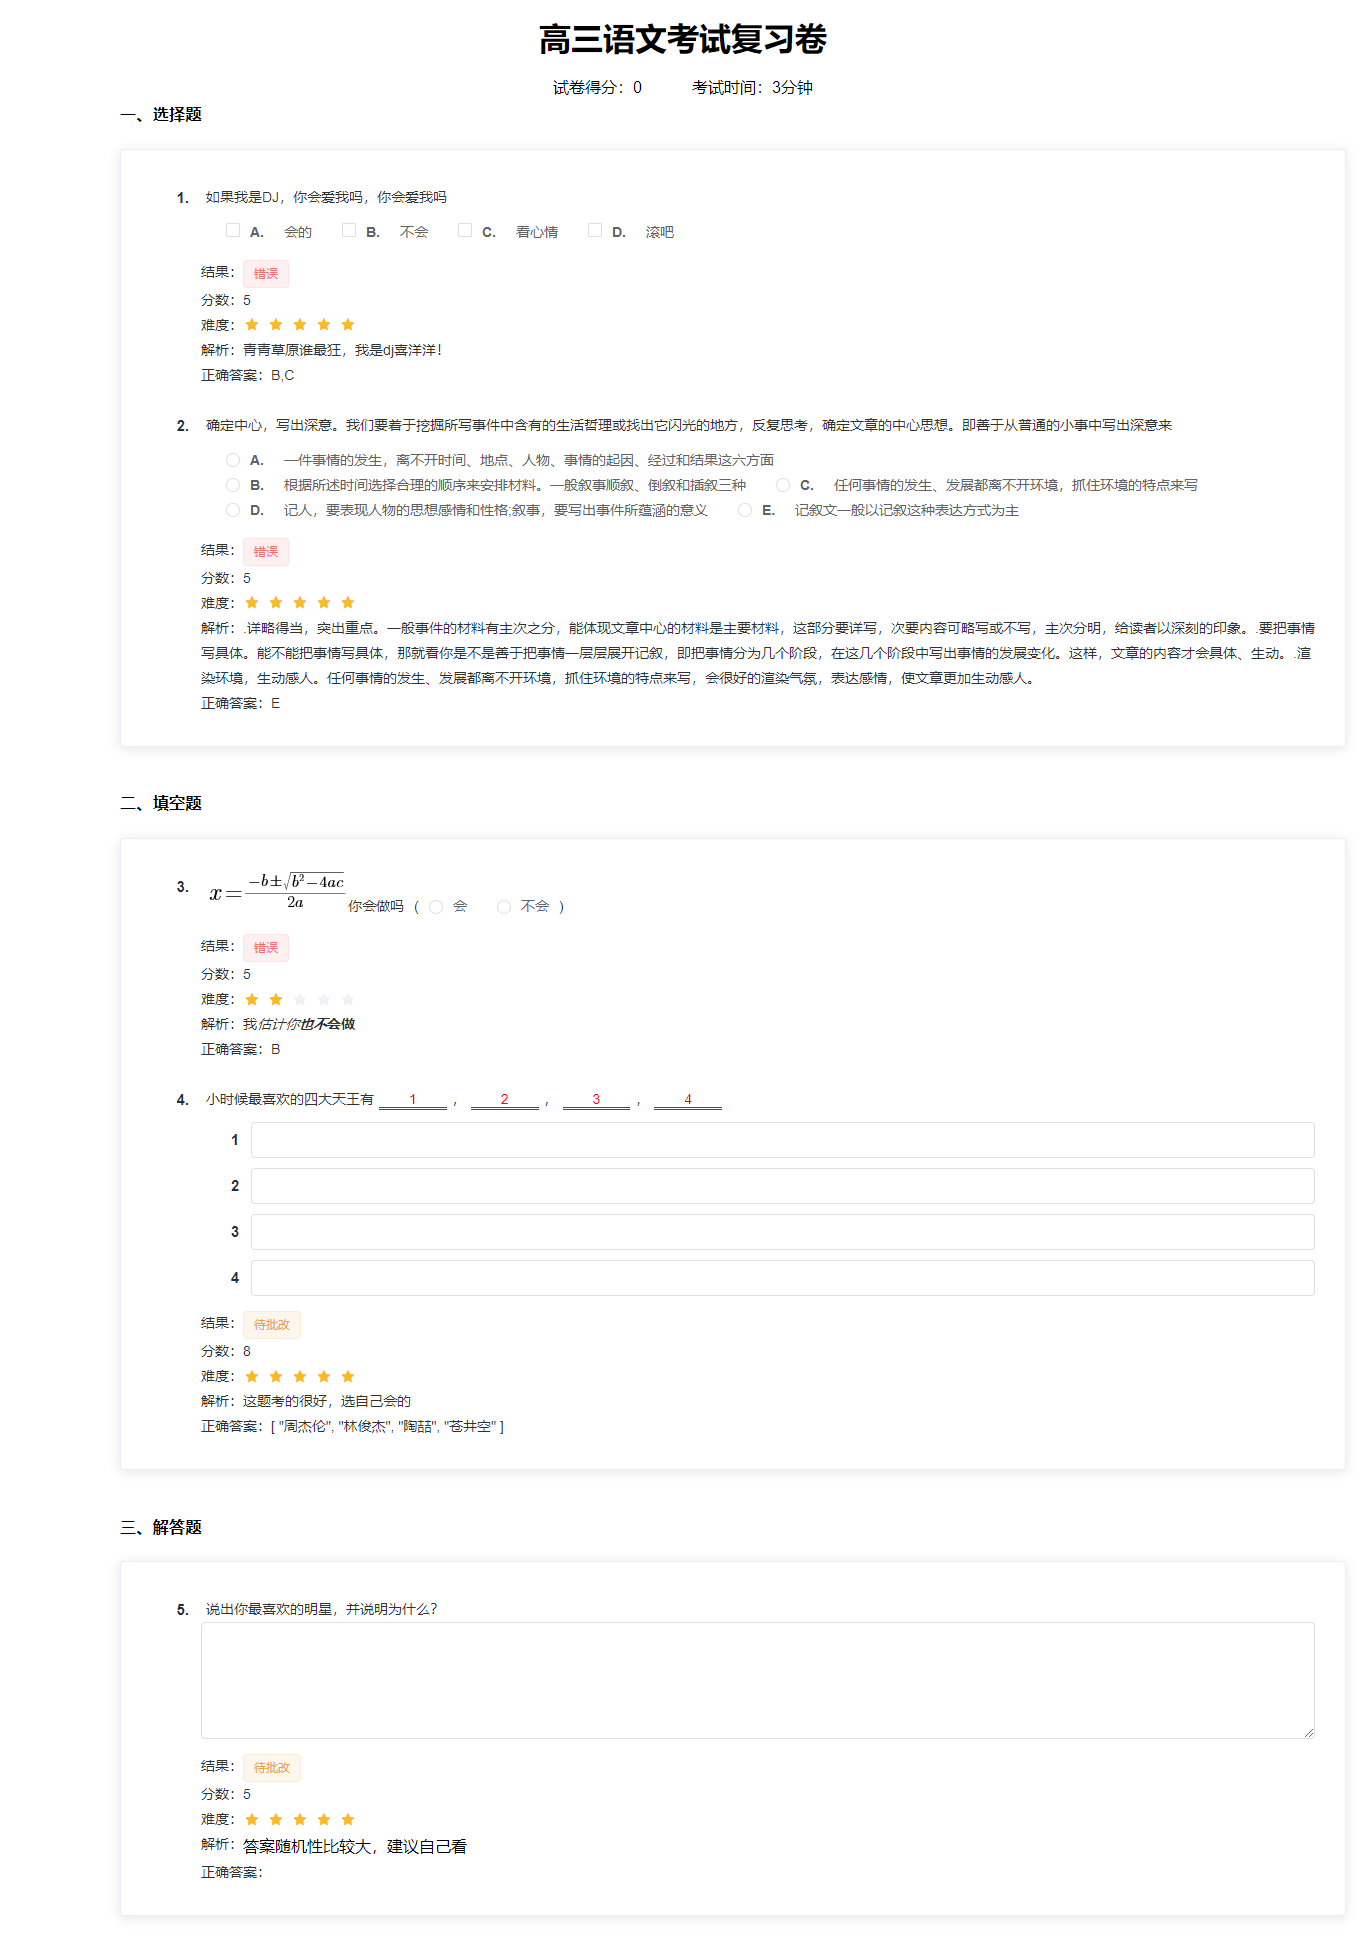 高三语文考试复习卷
试卷得分：0 考试时间：3分钟
一、选择题
1. 如果我是DJ，你会爱我吗，你会爱我吗
A. 会的 B. 不会 C. 看心情 D. 滚吧
结果： 错误
分数：5
难度：
解析：青青草原谁最狂，我是dj喜洋洋！
正确答案：B,C
2. 确定中心，写出深意。我们要着于挖掘所写事件中含有的生活哲理或找出它闪光的地方，反复思考，确定文章的中心思想。即善于从普通的小事中写出深意来
A. 一件事情的发生，离不开时间、地点、人物、事情的起因、经过和结果这六方面
B. 根据所述时间选择合理的顺序来安排材料。一般叙事顺叙、倒叙和插叙三种 C. 任何事情的发生、发展都离不开环境，抓住环境的特点来写
D. 记人，要表现人物的思想感情和性格;叙事，要写出事件所蕴涵的意义 E. 记叙文一般以记叙这种表达方式为主
结果： 错误
分数：5
难度：
解析：.详略得当，突出重点。一般事件的材料有主次之分，能体现文章中心的材料是主要材料，这部分要详写，次要内容可略写或不写，主次分明，给读者以深刻的印象。.要把事情
写具体。能不能把事情写具体，那就看你是不是善于把事情一层层展开记叙，即把事情分为几个阶段，在这几个阶段中写出事情的发展变化。这样，文章的内容才会具体、生动。.渲
染环境，生动感人。任何事情的发生、发展都离不开环境，抓住环境的特点来写，会很好的渲染气氛，表达感情，使文章更加生动感人。
正确答案：E
二、填空题
3. x=\frac{-b±\sqrt{b²-4ac}}{2a} 你会做吗 ( 会 不会 )
结果： 错误
分数：5
难度：
解析：我估计你也不会做
正确答案：B
4. 小时候最喜欢的四大天王有 1 ， 2 ， 3 ， 4
1
2
3
4
结果： 待批改
分数：8
难度：
解析：这题考的很好，选自己会的
正确答案：[ "周杰伦", "林俊杰", "陶喆", "苍井空" ]
三、解答题
5. 说出你最喜欢的明星，并说明为什么？
结果： 待批改
分数：5
难度：
解析：答案随机性比较大，建议自己看
正确答案：